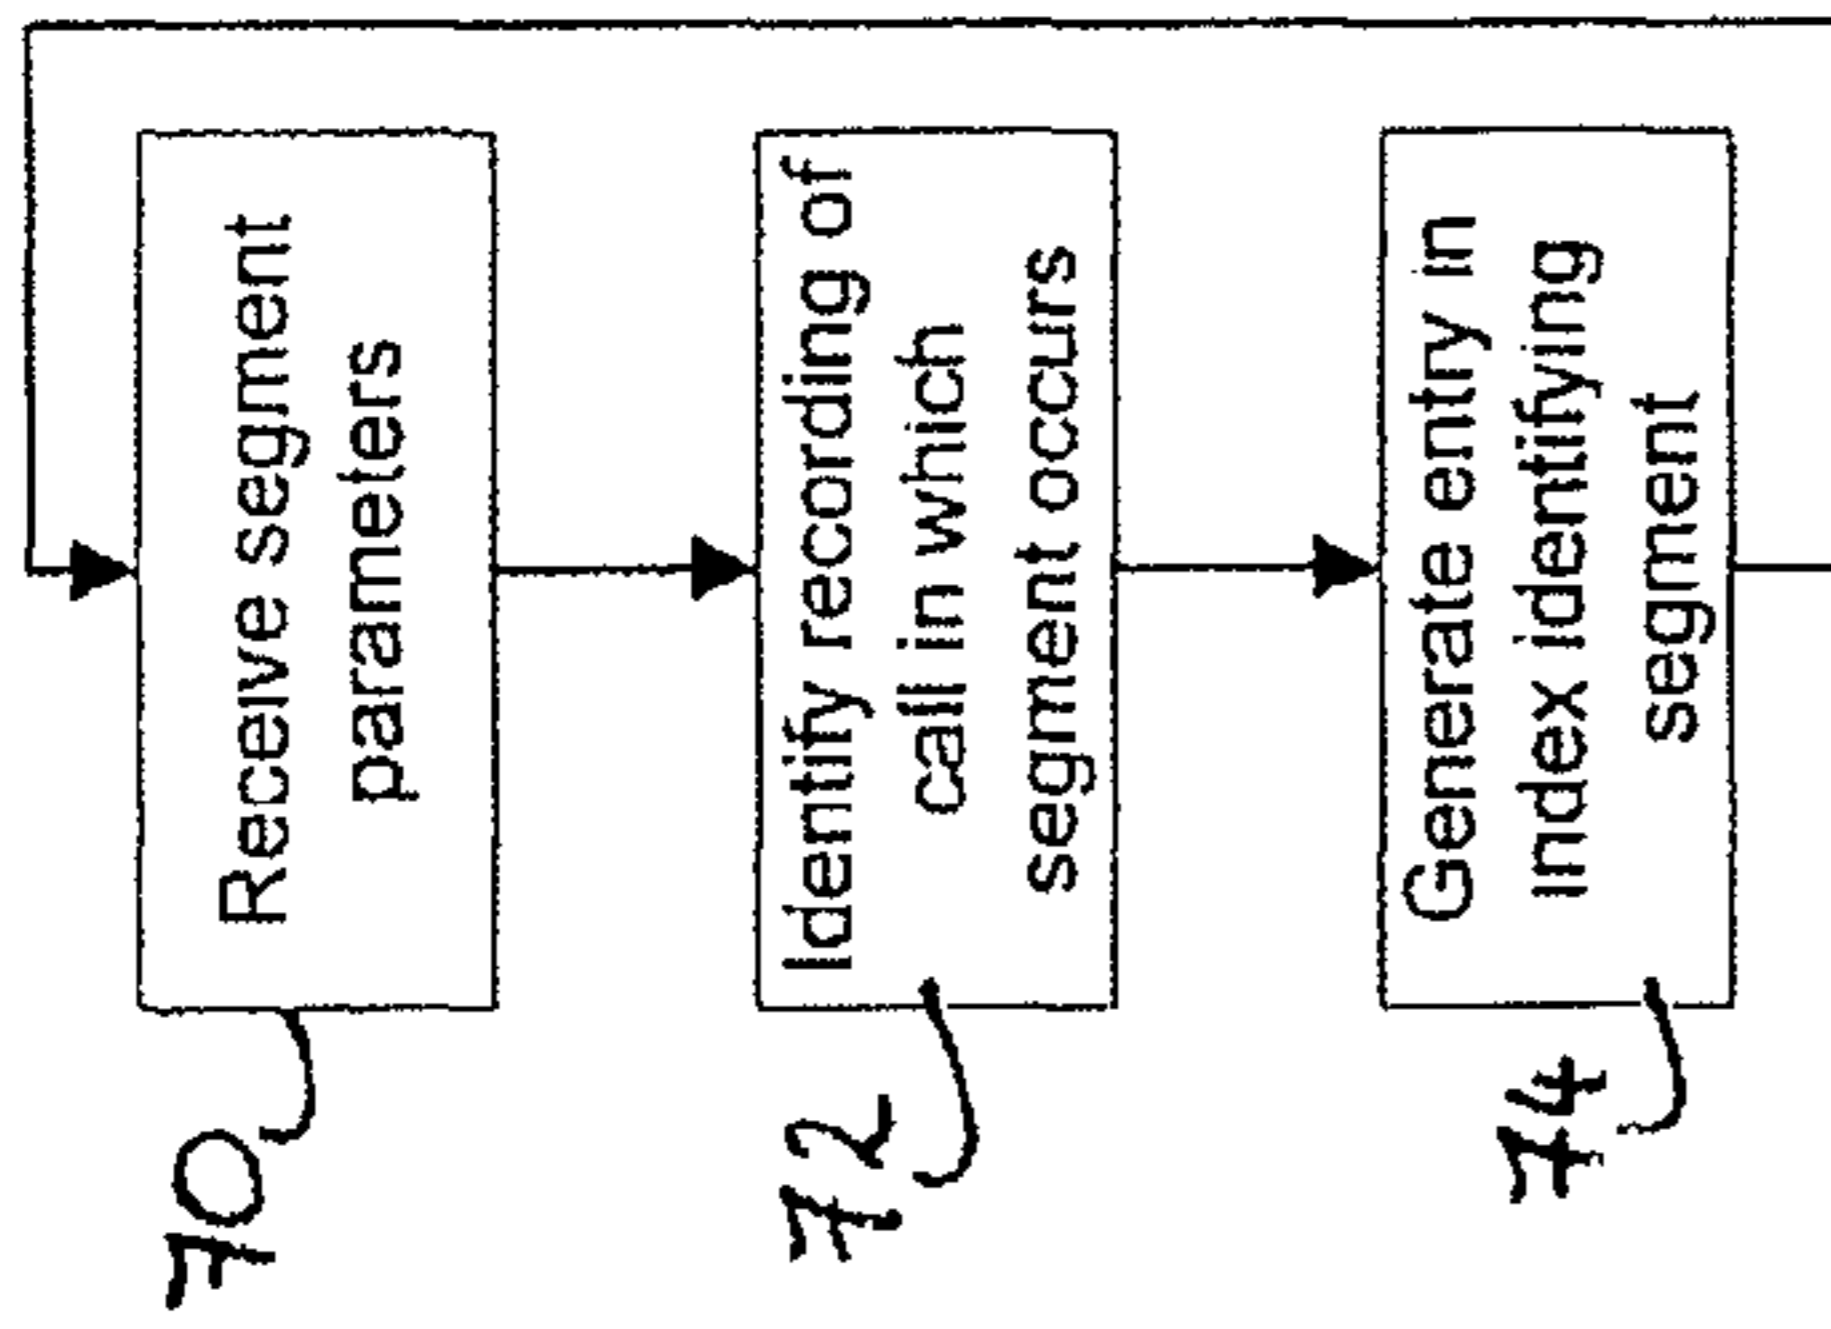 70
Receive segment
parameters
72
Identify recording of
call in which
segment occurs
74
Generate entry in
index identifying
segment